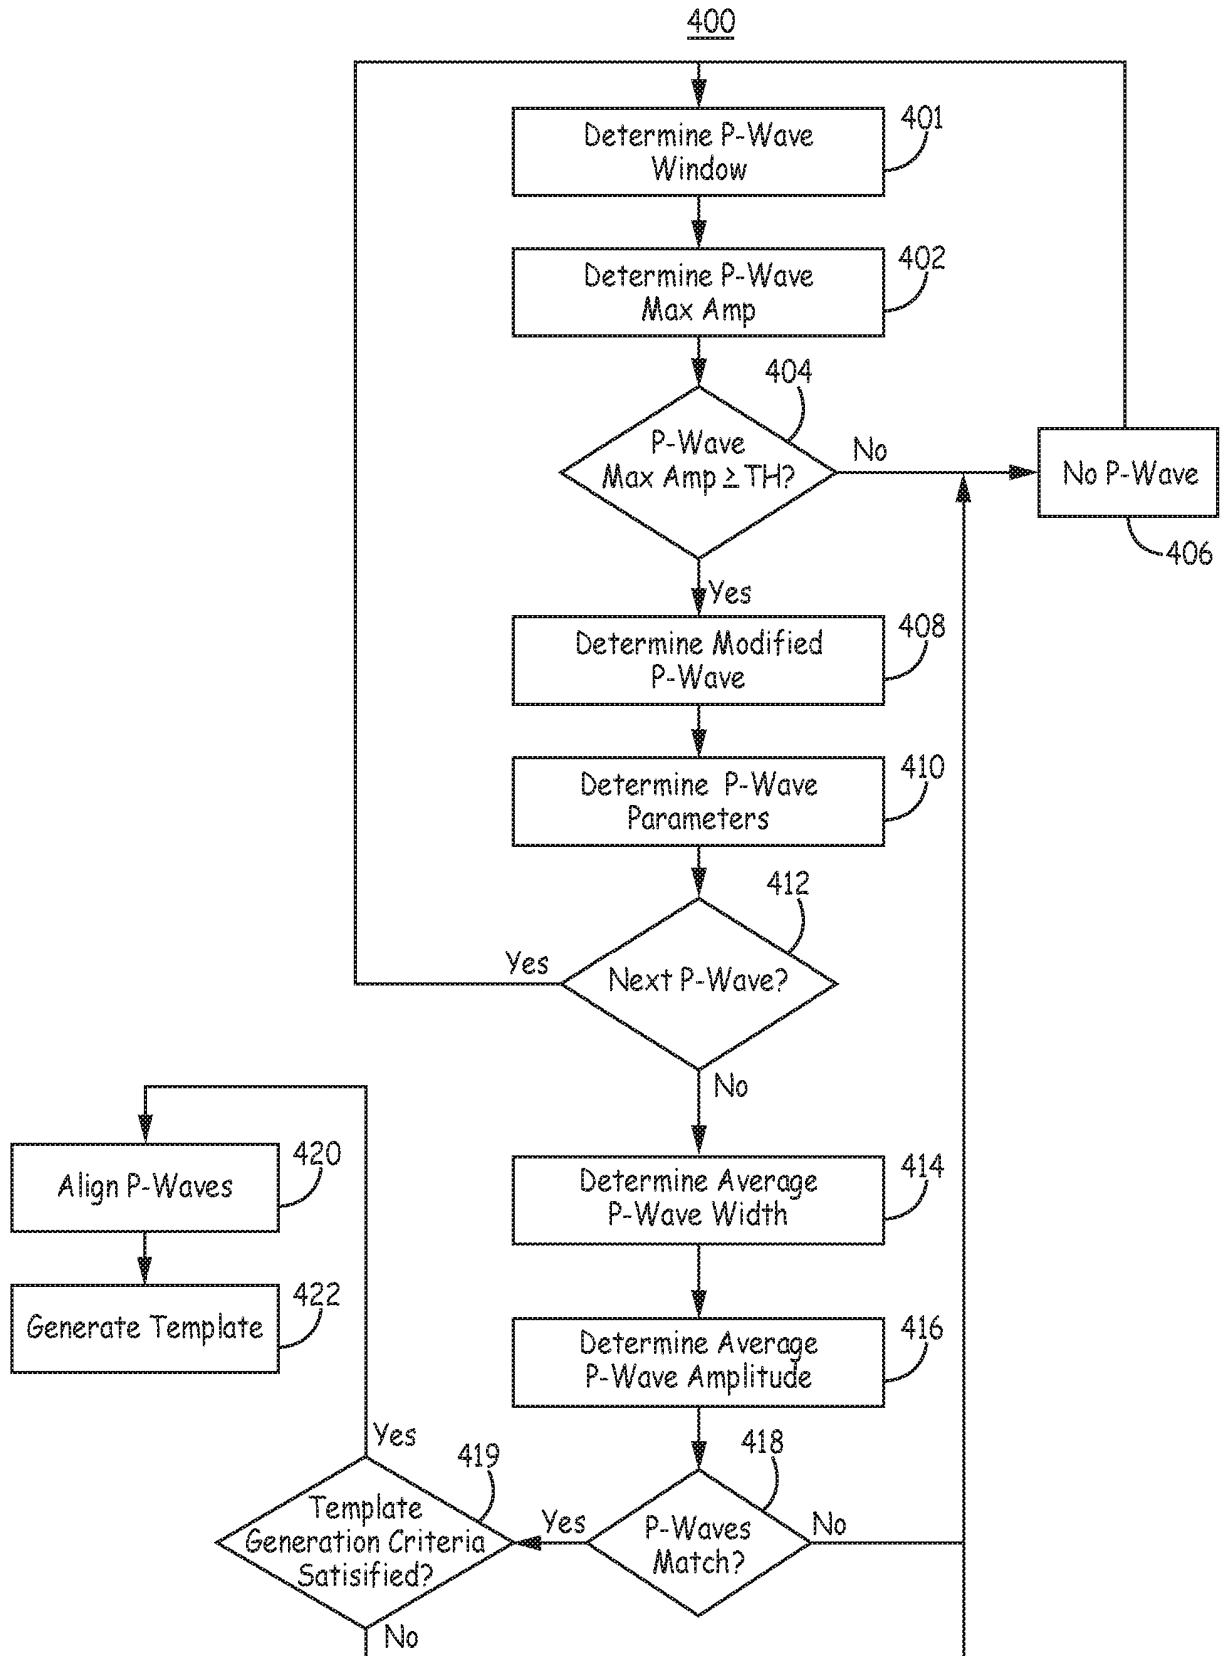 400
Determine P-Wave
Window
401
Determine P-Wave
Max Amp
402
404
P-Wave
Max Amp ≥ TH?
No
No P-Wave
406
Yes
Determine Modified
P-Wave
408
Determine P-Wave
Parameters
410
412
Next P-Wave?
Yes
No
Determine Average
P-Wave Width
414
Align P-Waves
420
Generate Template
422
Determine Average
P-Wave Amplitude
416
418
P-Waves
Match?
No
Yes
419
Template
Generation Criteria
Satisified?
Yes
No